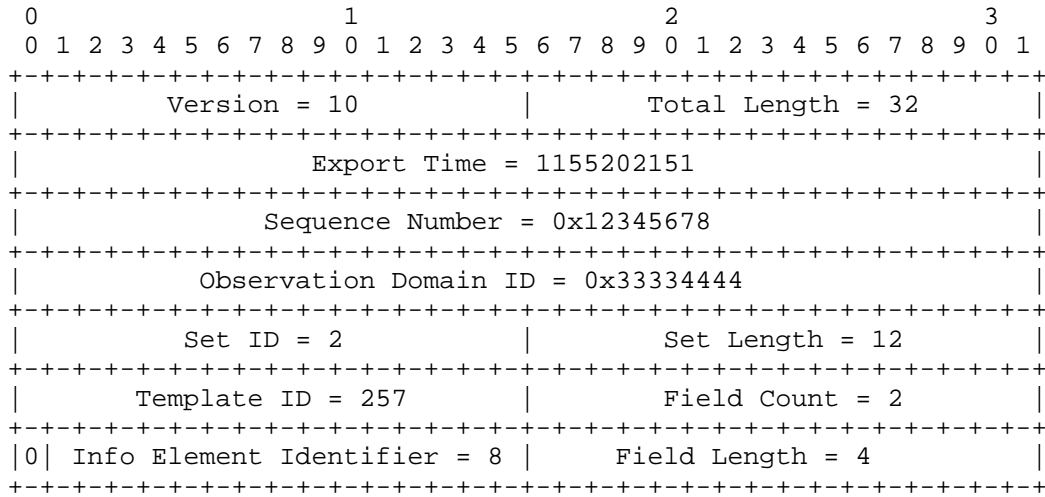 0                   1                   2                   3
 0 1 2 3 4 5 6 7 8 9 0 1 2 3 4 5 6 7 8 9 0 1 2 3 4 5 6 7 8 9 0 1
+-+-+-+-+-+-+-+-+-+-+-+-+-+-+-+-+-+-+-+-+-+-+-+-+-+-+-+-+-+-+-+-+
|         Version = 10          |       Total Length = 32       |
+-+-+-+-+-+-+-+-+-+-+-+-+-+-+-+-+-+-+-+-+-+-+-+-+-+-+-+-+-+-+-+-+
|                  Export Time = 1155202151                     |
+-+-+-+-+-+-+-+-+-+-+-+-+-+-+-+-+-+-+-+-+-+-+-+-+-+-+-+-+-+-+-+-+
|               Sequence Number = 0x12345678                    |
+-+-+-+-+-+-+-+-+-+-+-+-+-+-+-+-+-+-+-+-+-+-+-+-+-+-+-+-+-+-+-+-+
|           Observation Domain ID = 0x33334444                  |
+-+-+-+-+-+-+-+-+-+-+-+-+-+-+-+-+-+-+-+-+-+-+-+-+-+-+-+-+-+-+-+-+
|          Set ID = 2           |        Set Length = 12        |
+-+-+-+-+-+-+-+-+-+-+-+-+-+-+-+-+-+-+-+-+-+-+-+-+-+-+-+-+-+-+-+-+
|       Template ID = 257       |        Field Count = 2        |
+-+-+-+-+-+-+-+-+-+-+-+-+-+-+-+-+-+-+-+-+-+-+-+-+-+-+-+-+-+-+-+-+
|0| Info Element Identifier = 8 |     Field Length = 4          |
+-+-+-+-+-+-+-+-+-+-+-+-+-+-+-+-+-+-+-+-+-+-+-+-+-+-+-+-+-+-+-+-+